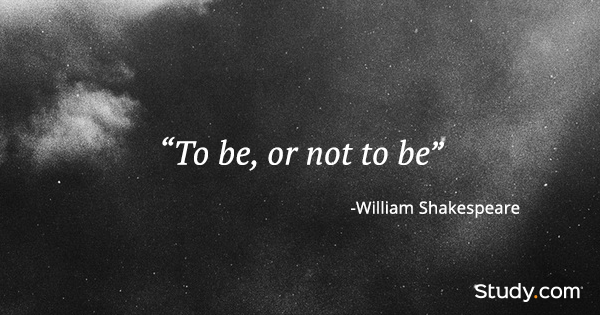 “To be, or not to be”
-William Shakespeare
Study.com